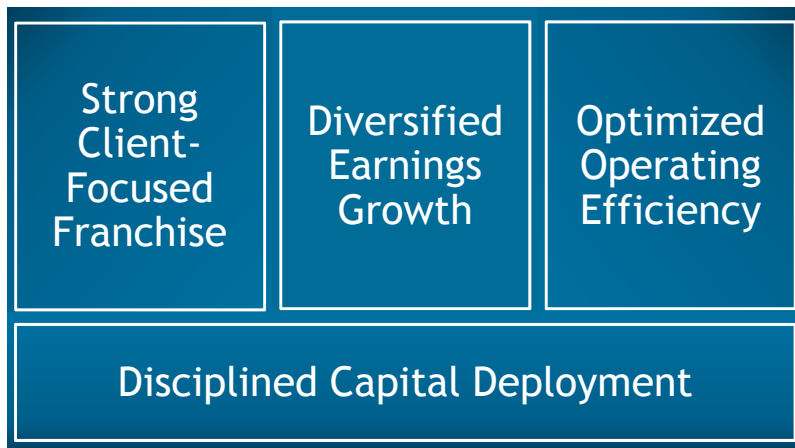 Strong
Client-
Focused
Franchise
Diversified
Earnings
Growth
Optimized
Operating
Efficiency
Disciplined Capital Deployment